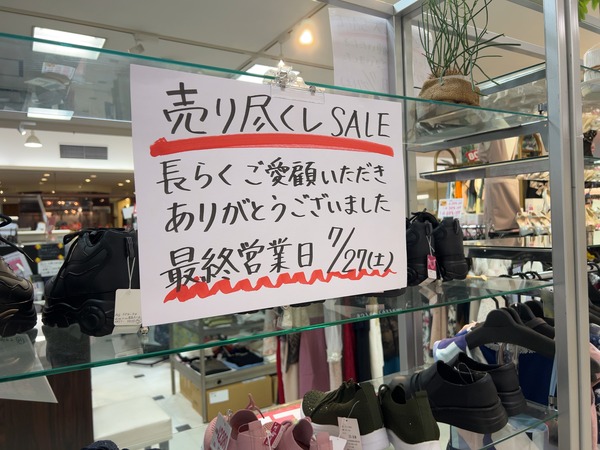 売り尽くしSALE
長らくご愛顧いただき
ありがとうございました
最終営業日 7/27(土)